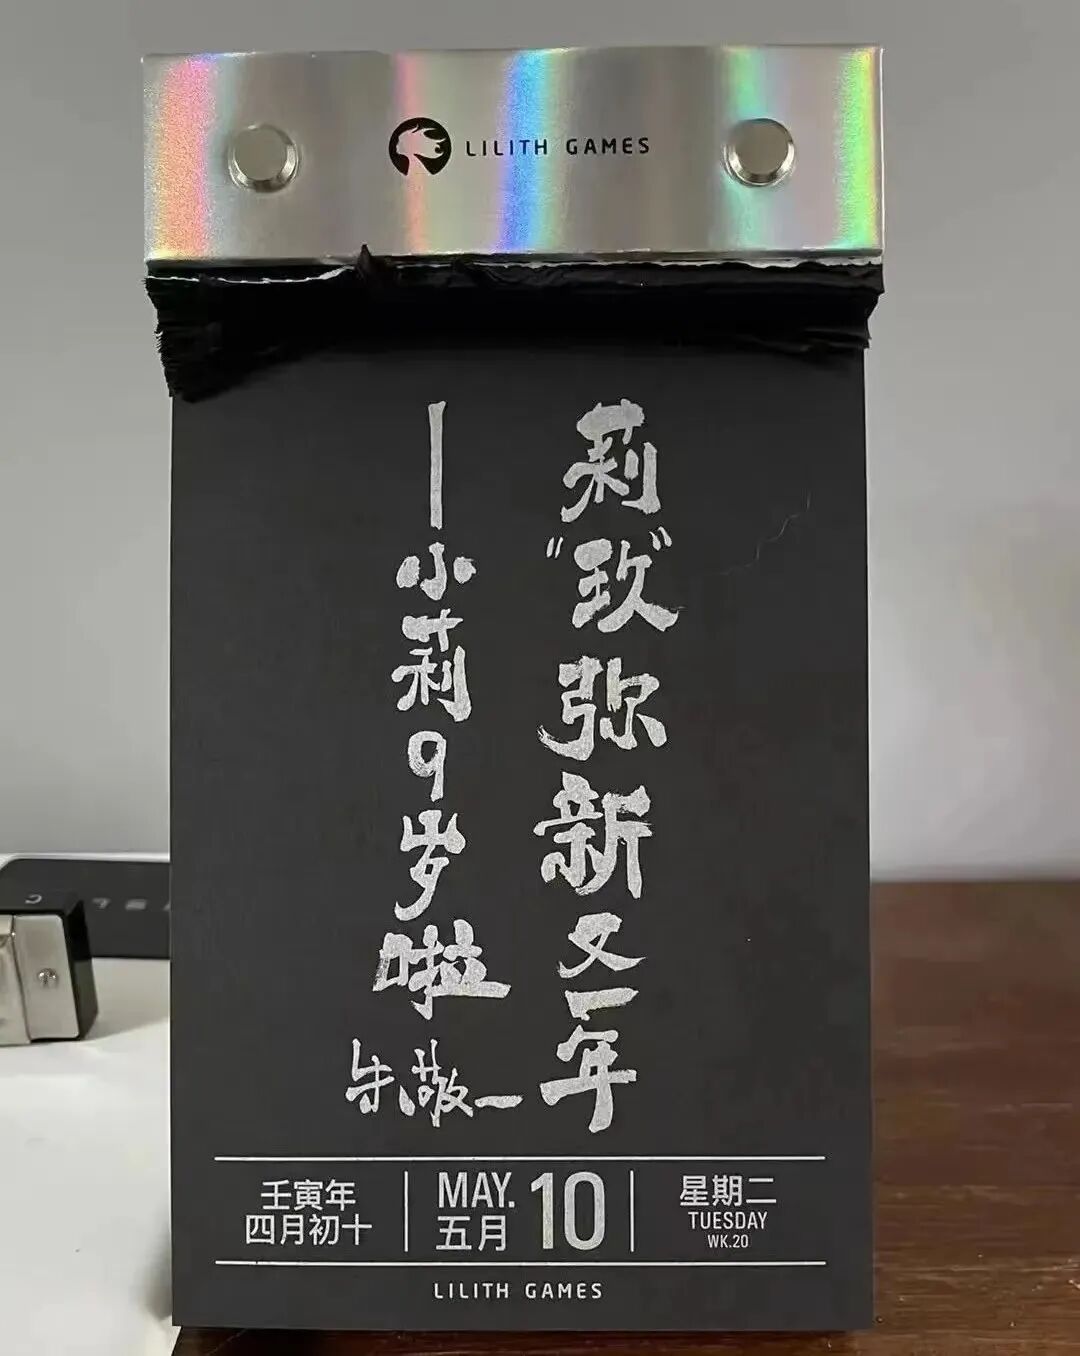 LILITH GAMES
莉“玫”弥新又一年
—小莉9岁啦
朱敬一
壬寅年
四月初十
MAY.
五月
10
星期二
TUESDAY
WK.20
LILITH GAMES